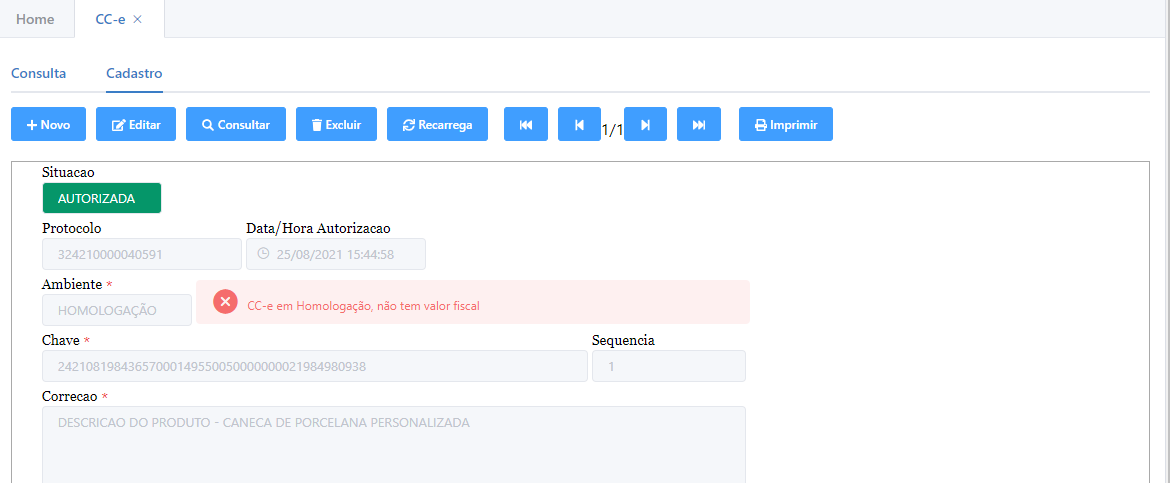 Home CC-e ×
Consulta Cadastro
Novo Editar Consultar Excluir Recarrega 1/1 Imprimir
Situacao
AUTORIZADA
Protocolo Data/Hora Autorizacao
324210000040591 25/08/2021 15:44:58
Ambiente *
HOMOLOGAÇÃO CC-e em Homologação, não tem valor fiscal
Chave * Sequencia
24210819843657000149550050000000021984980938 1
Correcao *
DESCRICAO DO PRODUTO - CANECA DE PORCELANA PERSONALIZADA